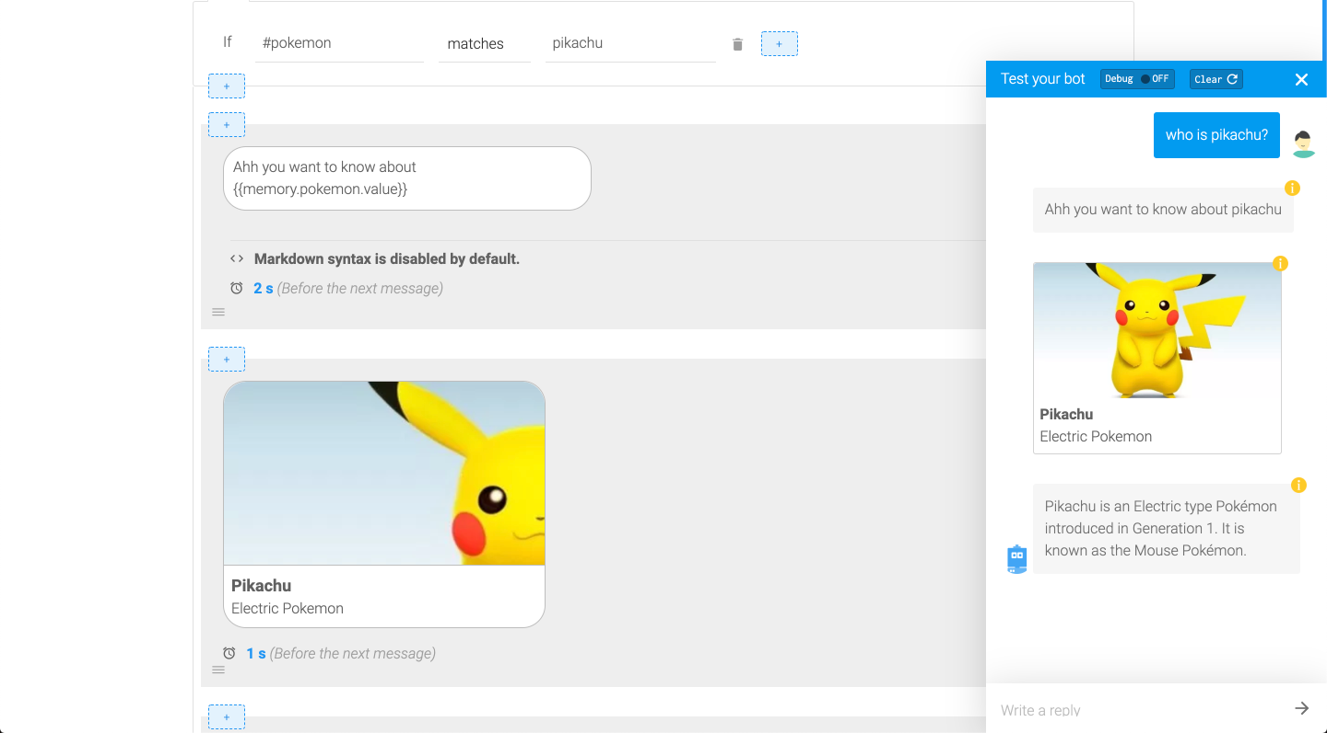 If #pokemon matches pikachu +
+
+
Ahh you want to know about
{{memory.pokemon.value}}
<> Markdown syntax is disabled by default.
2 s (Before the next message)
+
Pikachu
Electric Pokemon
1 s (Before the next message)
+
Test your bot Debug OFF Clear
who is pikachu?
i
Ahh you want to know about pikachu
i
Pikachu
Electric Pokemon
i
Pikachu is an Electric type Pokémon
introduced in Generation 1. It is
known as the Mouse Pokémon.
Write a reply